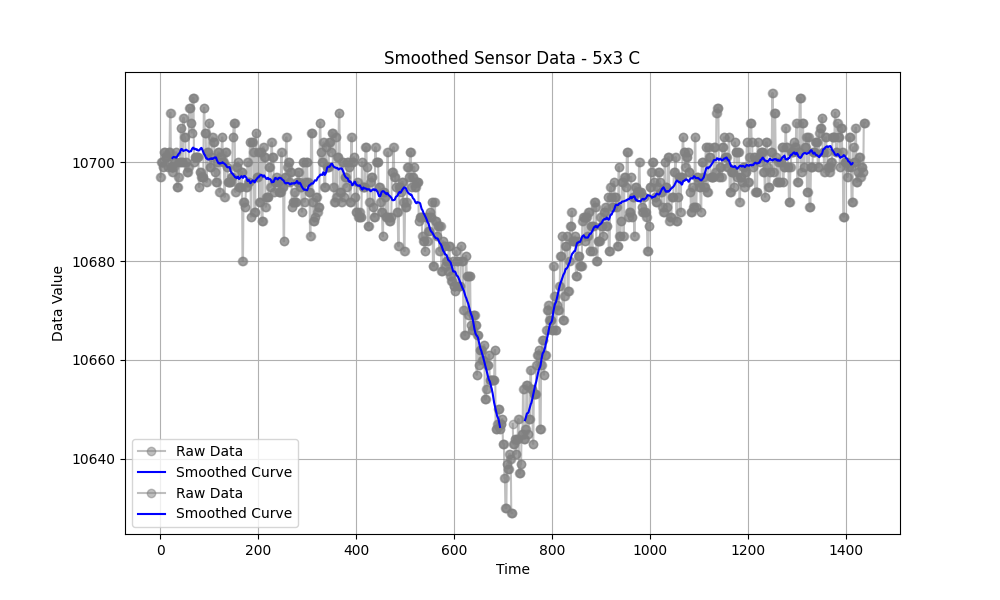 Smoothed Sensor Data - 5x3 C
Data Value
10700
10680
10660
10640
Raw Data
Smoothed Curve
Raw Data
Smoothed Curve
0 200 400 600 800 1000 1200 1400
Time